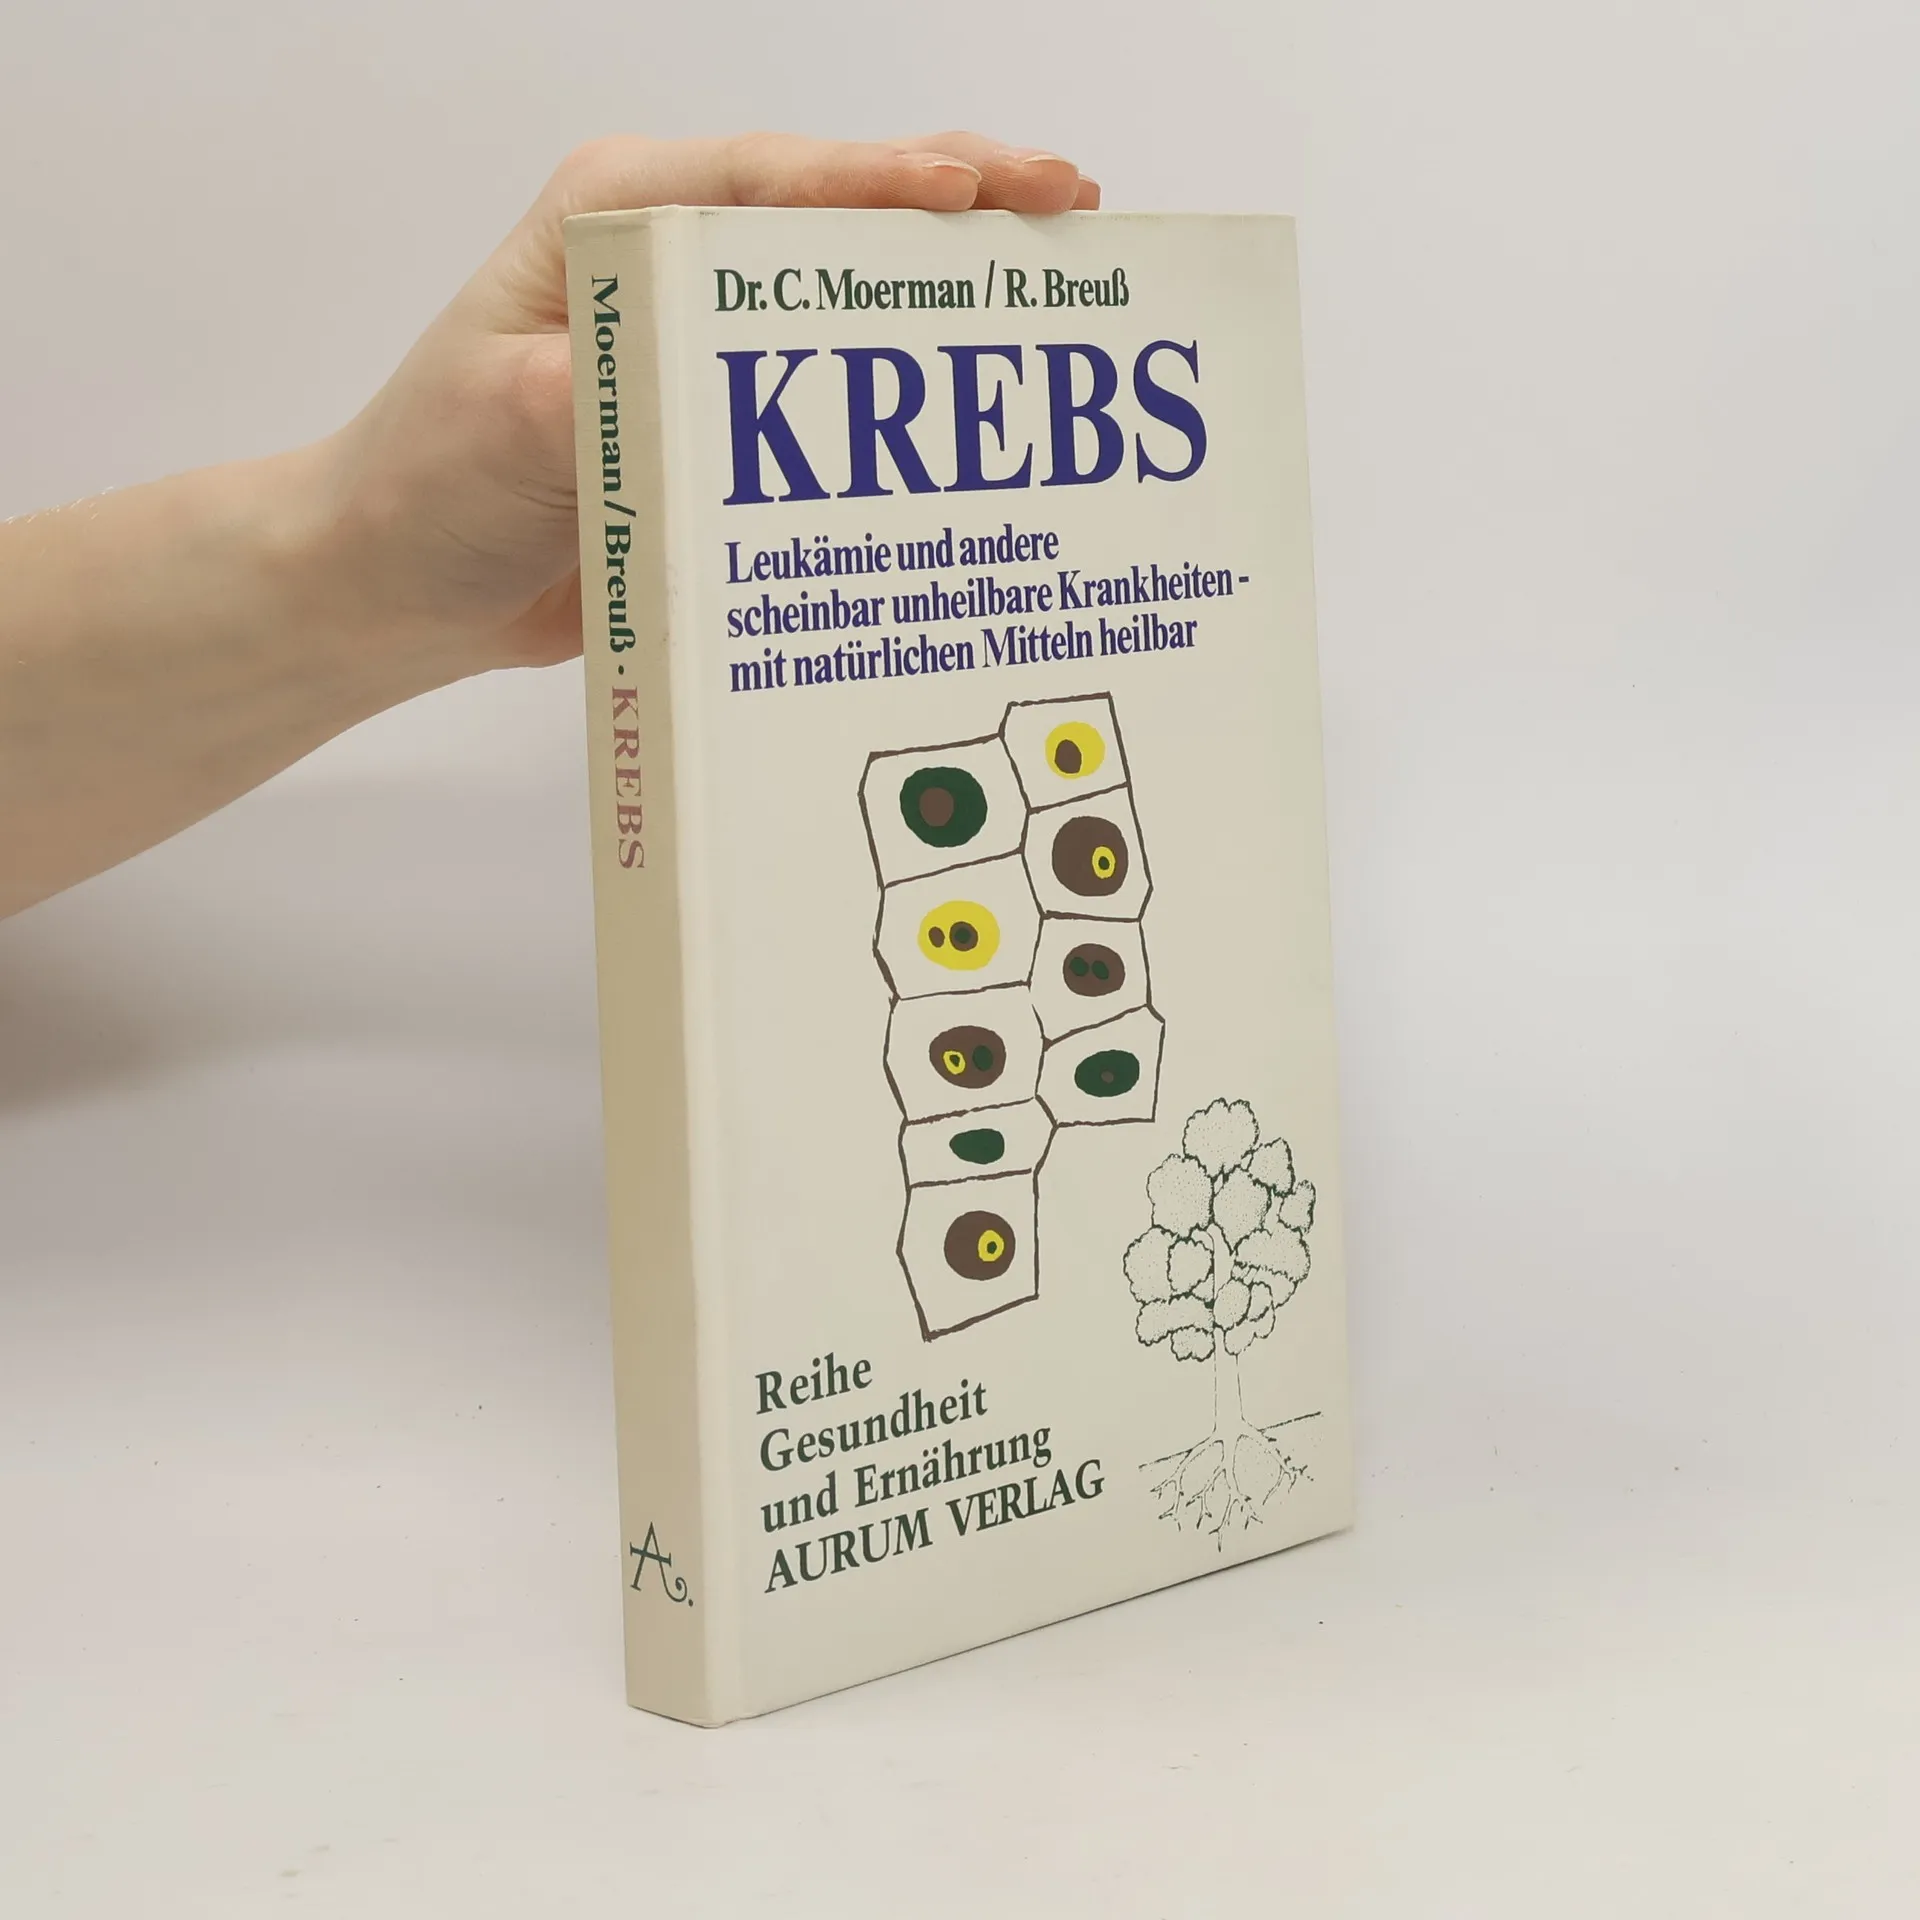 Dr. C. Moerman / R. Breuß
KREBS
Leukämie und andere
scheinbar unheilbare Krankheiten -
mit natürlichen Mitteln heilbar
Reihe
Gesundheit
und Ernährung
AURUM VERLAG
Moerman/Breuß · KREBS
A.